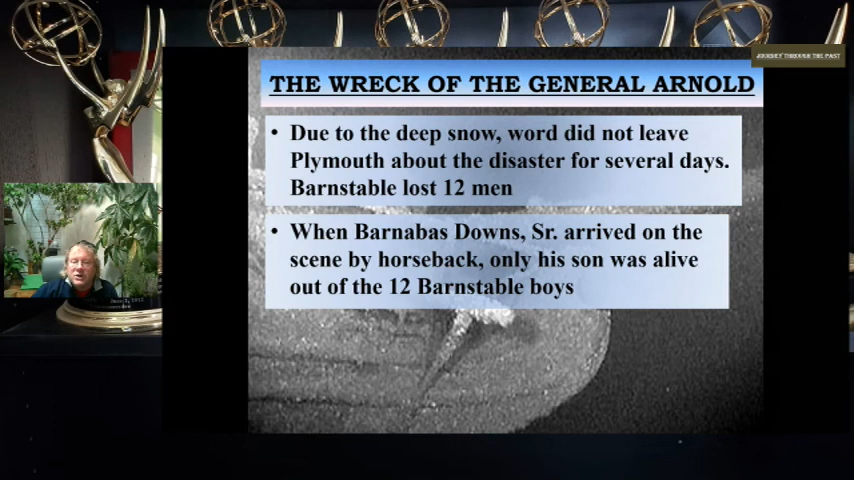 JOURNEY THROUGH THE PAST
THE WRECK OF THE GENERAL ARNOLD
• Due to the deep snow, word did not leave
Plymouth about the disaster for several days.
Barnstable lost 12 men
• When Barnabas Downs, Sr. arrived on the
scene by horseback, only his son was alive
out of the 12 Barnstable boys